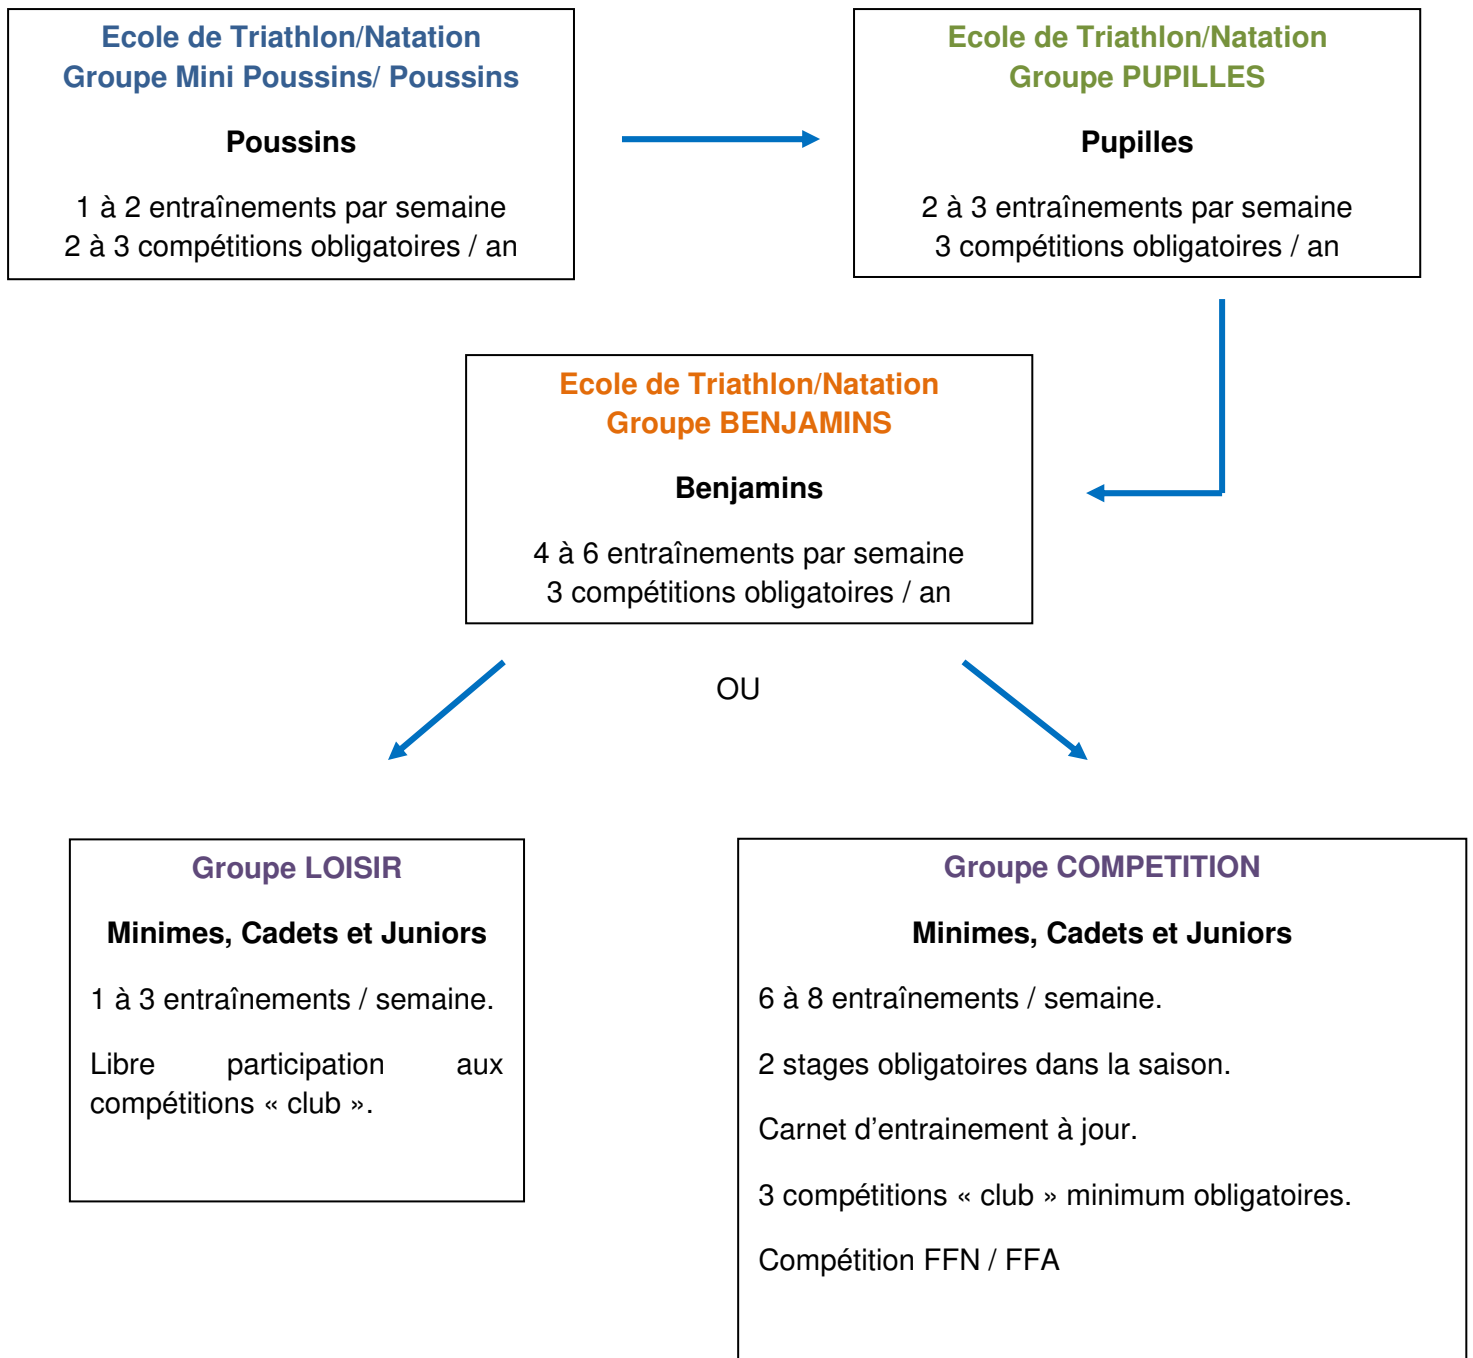 Ecole de Triathlon/Natation
Groupe Mini Poussins/ Poussins
Poussins
1 à 2 entraînements par semaine
2 à 3 compétitions obligatoires / an
Ecole de Triathlon/Natation
Groupe PUPILLES
Pupilles
2 à 3 entraînements par semaine
3 compétitions obligatoires / an
Ecole de Triathlon/Natation
Groupe BENJAMINS
Benjamins
4 à 6 entraînements par semaine
3 compétitions obligatoires / an
OU
Groupe LOISIR
Minimes, Cadets et Juniors
1 à 3 entraînements / semaine.
Libre participation aux
compétitions « club ».
Groupe COMPETITION
Minimes, Cadets et Juniors
6 à 8 entraînements / semaine.
2 stages obligatoires dans la saison.
Carnet d'entrainement à jour.
3 compétitions « club » minimum obligatoires.
Compétition FFN / FFA